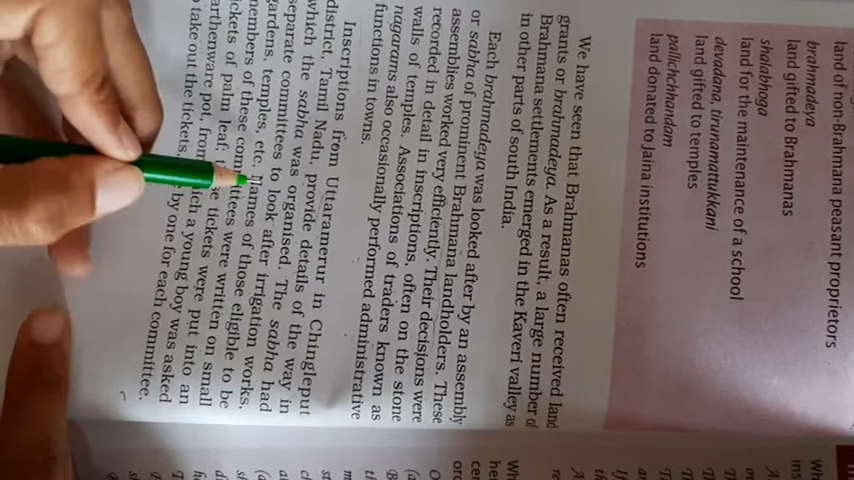 land of non-Brahmana peasant proprietors
brahmadeya
land gifted to Brahmanas
shalabhoga
land for the maintenance of a school
devadana, tirunamattukkani
land gifted to temples
pallichchhandam
land donated to Jaina institutions
We have seen that Brahmanas often received land
grants or brahmadeya. As a result, a large number of
Brahmana settlements emerged in the Kaveri valley as
in other parts of south India.
Each brahmadeya was looked after by an assembly
or sabha of prominent Brahmana landholders. These
assemblies worked very efficiently. Their decisions were
recorded in detail in inscriptions, often on the stone
walls of temples. Associations of traders known as
nagarams also occasionally performed administrative
functions in towns.
Inscriptions from Uttaramerur in Chingleput
district, Tamil Nadu, provide details of the way in
which the sabha was organised. The sabha had
separate committees to look after irrigation works,
gardens, temples, etc. Names of those eligible to be
members of these committees were written on small
tickets of palm leaf; these tickets were put into an
earthenware pot, from which a young boy was asked
to take out the tickets, by one for each committee.